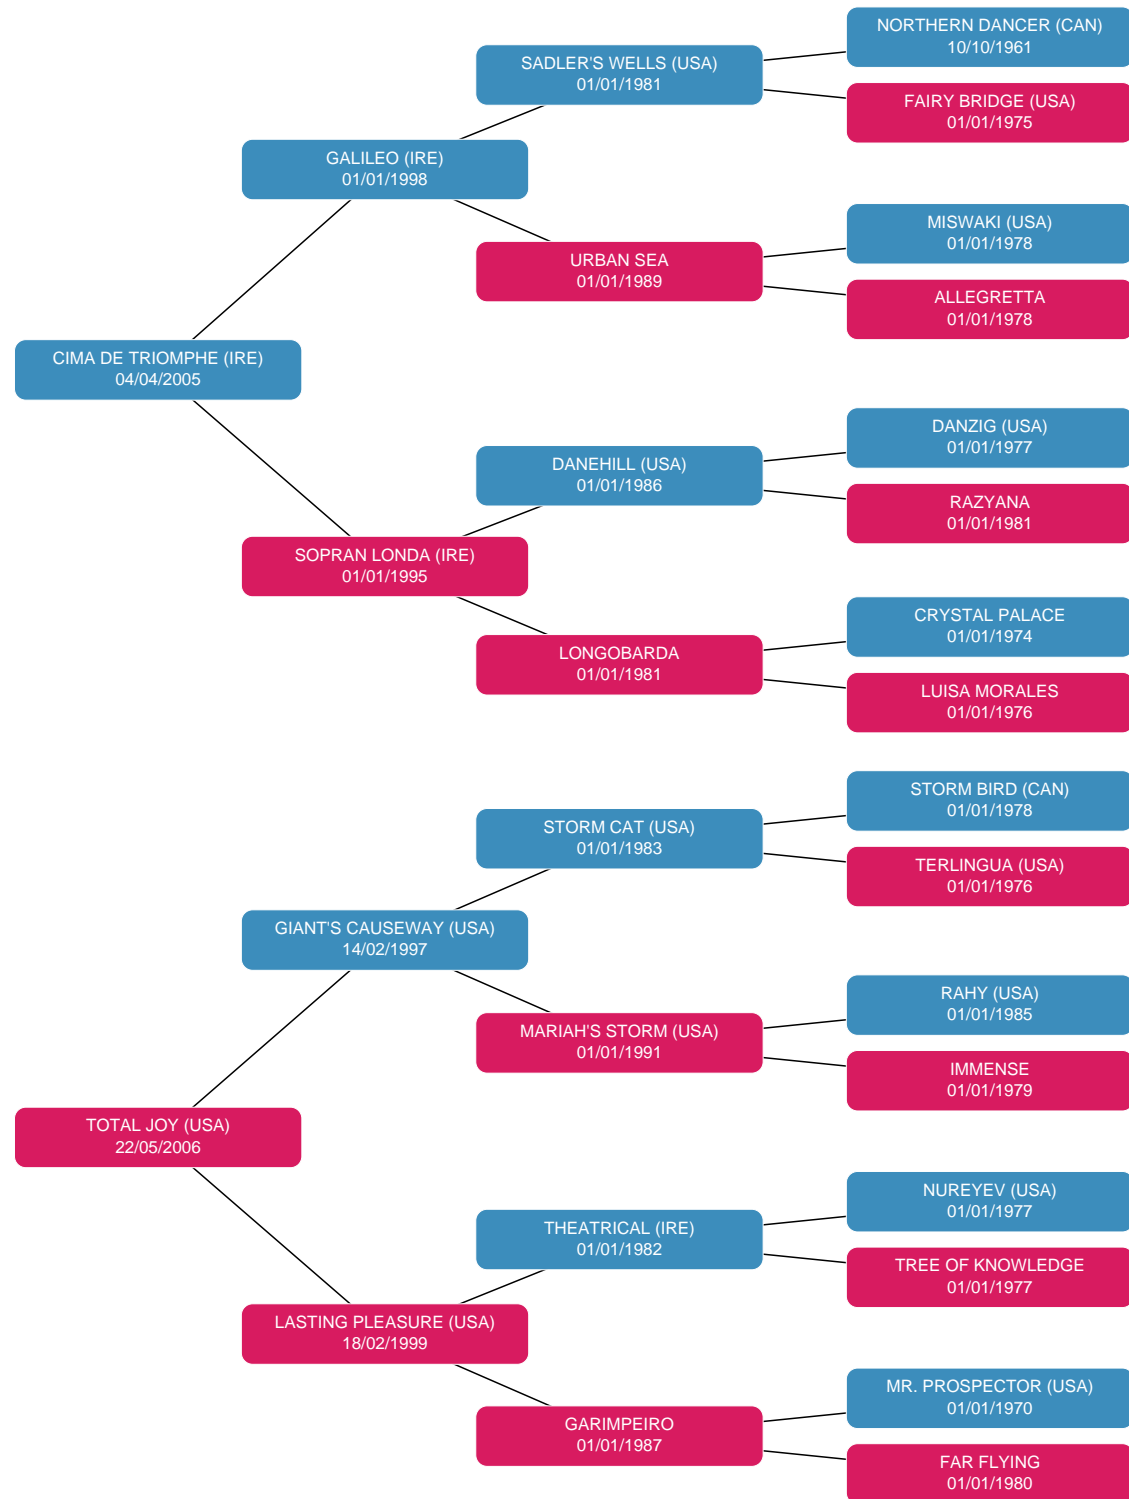 NORTHERN DANCER (CAN)
10/10/1961
SADLER'S WELLS (USA)
01/01/1981
FAIRY BRIDGE (USA)
01/01/1975
GALILEO (IRE)
01/01/1998
MISWAKI (USA)
01/01/1978
URBAN SEA
01/01/1989
ALLEGRETTA
01/01/1978
CIMA DE TRIOMPHE (IRE)
04/04/2005
DANZIG (USA)
01/01/1977
DANEHILL (USA)
01/01/1986
RAZYANA
01/01/1981
SOPRAN LONDA (IRE)
01/01/1995
CRYSTAL PALACE
01/01/1974
LONGOBARDA
01/01/1981
LUISA MORALES
01/01/1976
STORM BIRD (CAN)
01/01/1978
STORM CAT (USA)
01/01/1983
TERLINGUA (USA)
01/01/1976
GIANT'S CAUSEWAY (USA)
14/02/1997
RAHY (USA)
01/01/1985
MARIAH'S STORM (USA)
01/01/1991
IMMENSE
01/01/1979
TOTAL JOY (USA)
22/05/2006
NUREYEV (USA)
01/01/1977
THEATRICAL (IRE)
01/01/1982
TREE OF KNOWLEDGE
01/01/1977
LASTING PLEASURE (USA)
18/02/1999
MR. PROSPECTOR (USA)
01/01/1970
GARIMPEIRO
01/01/1987
FAR FLYING
01/01/1980